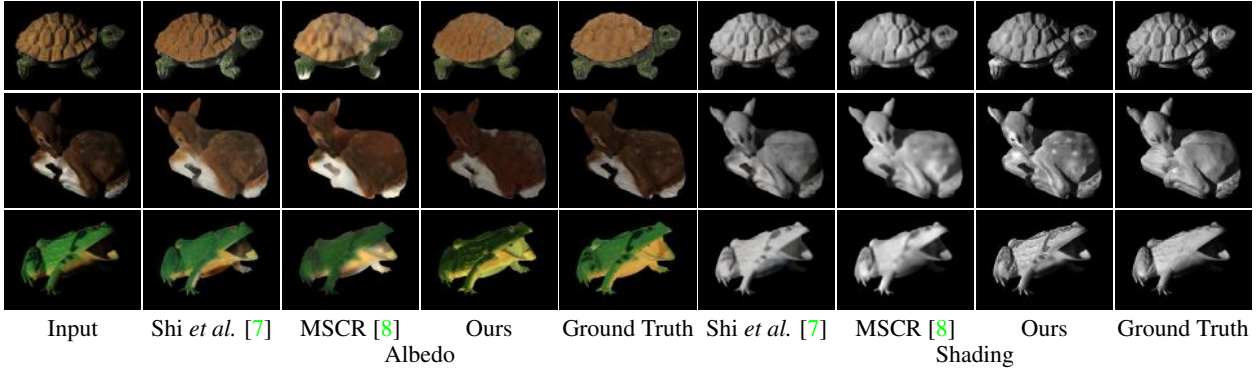 Input Shi et al. [7] MSCR [8] Ours Ground Truth Shi et al. [7] MSCR [8] Ours Ground Truth
Albedo Shading